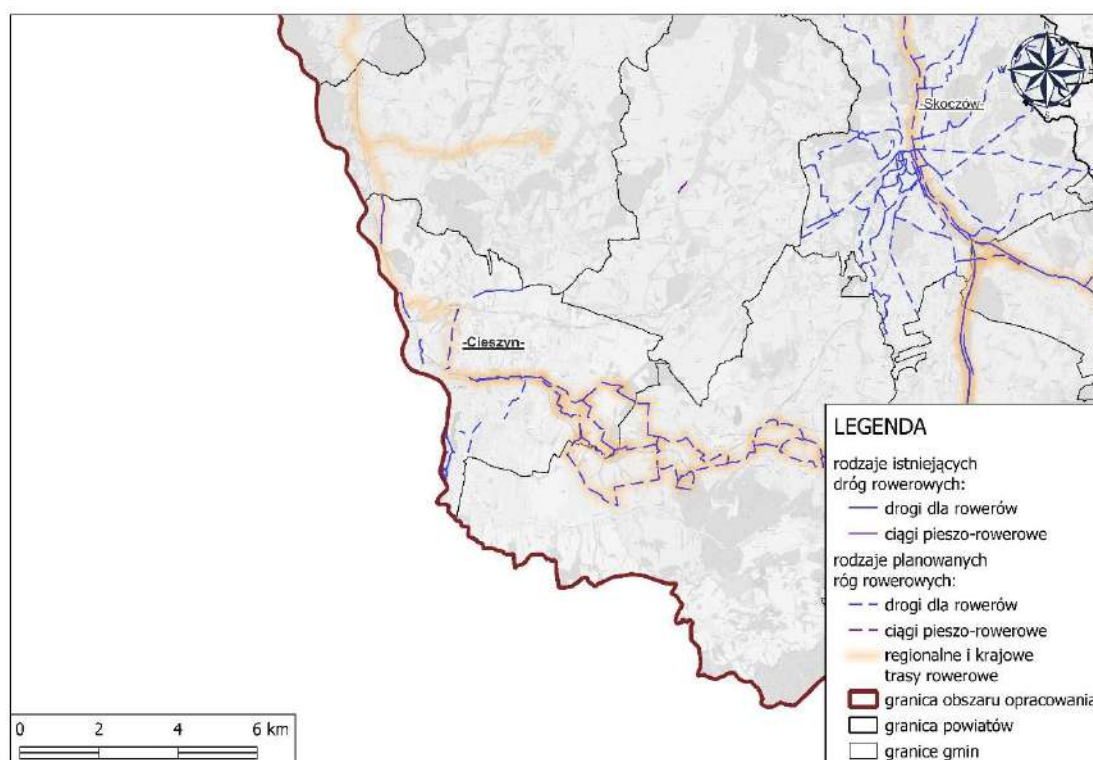 -Skoczów-
-Cieszyn-
LEGENDA
rodzaje istniejących
dróg rowerowych:
drogi dla rowerów
ciągi pieszo-rowerowe
rodzaje planowanych
róg rowerowych:
drogi dla rowerów
ciągi pieszo-rowerowe
regionalne i krajowe
trasy rowerowe
granica obszaru opracowania
granica powiatów
granice gmin
0 2 4 6 km